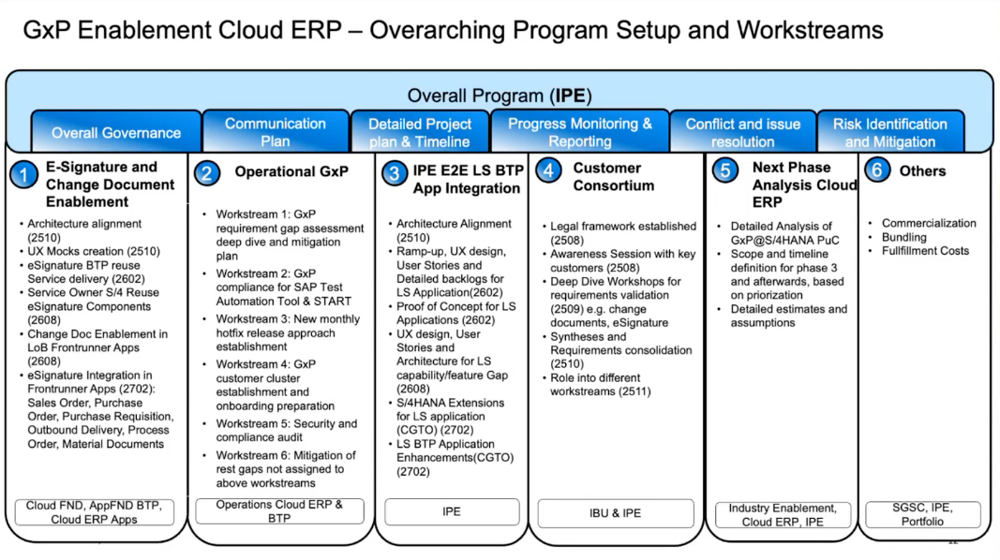 GxP Enablement Cloud ERP – Overarching Program Setup and Workstreams
Overall Program (IPE)
Overall Governance
Communication
Plan
Detailed Project
plan & Timeline
Progress Monitoring &
Reporting
Conflict and issue
resolution
Risk Identification
and Mitigation
1
E-Signature and
Change Document
Enablement
• Architecture alignment
(2510)
• UX Mocks creation (2510)
• eSignature BTP reuse
Service delivery (2602)
• Service Owner S/4 Reuse
eSignature Components
(2608)
• Change Doc Enablement in
LoB Frontrunner Apps
(2608)
• eSignature Integration in
Frontrunner Apps (2702):
Sales Order, Purchase
Order, Purchase Requisition,
Outbound Delivery, Process
Order, Material Documents
Cloud FND, AppFND BTP,
Cloud ERP Apps
2
Operational GxP
• Workstream 1: GxP
requirement gap assessment
deep dive and mitigation
plan
Workstream 2: GxP
compliance for SAP Test
Automation Tool & START
• Workstream 3: New monthly
hotfix release approach
establishment
• Workstream 4: GxP
customer cluster
establishment and
onboarding preparation
• Workstream 5: Security and
compliance audit
• Workstream 6: Mitigation of
rest gaps not assigned to
above workstreams
Operations Cloud ERP &
BTP
3
IPE E2E LS BTP
App Integration
• Architecture Alignment
(2510)
• Ramp-up, UX design,
User Stories and
Detailed backlogs for
LS Application(2602)
• Proof of Concept for LS
Applications (2602)
• UX design, User
Stories and
Architecture for LS
capability/feature Gap
(2608)
• S/4HANA Extensions
for LS application
(CGTO) (2702)
• LS BTP Application
Enhancements(CGTO)
(2702)
IPE
4
Customer
Consortium
• Legal framework established
(2508)
• Awareness Session with key
customers (2508)
• Deep Dive Workshops for
requirements validation
(2509) e.g. change
documents, eSignature
• Syntheses and
Requirements consolidation
(2510)
• Role into different
workstreams (2511)
IBU & IPE
5
Next Phase
Analysis Cloud
ERP
• Detailed Analysis of
GxP@S/4HANA PuC
• Scope and timeline
definition for phase 3
and afterwards, based
on priorization
• Detailed estimates and
assumptions
Industry Enablement,
Cloud ERP, IPE
6
Others
• Commercialization
• Bundling
• Fullfillment Costs
SGSC, IPE,
Portfolio